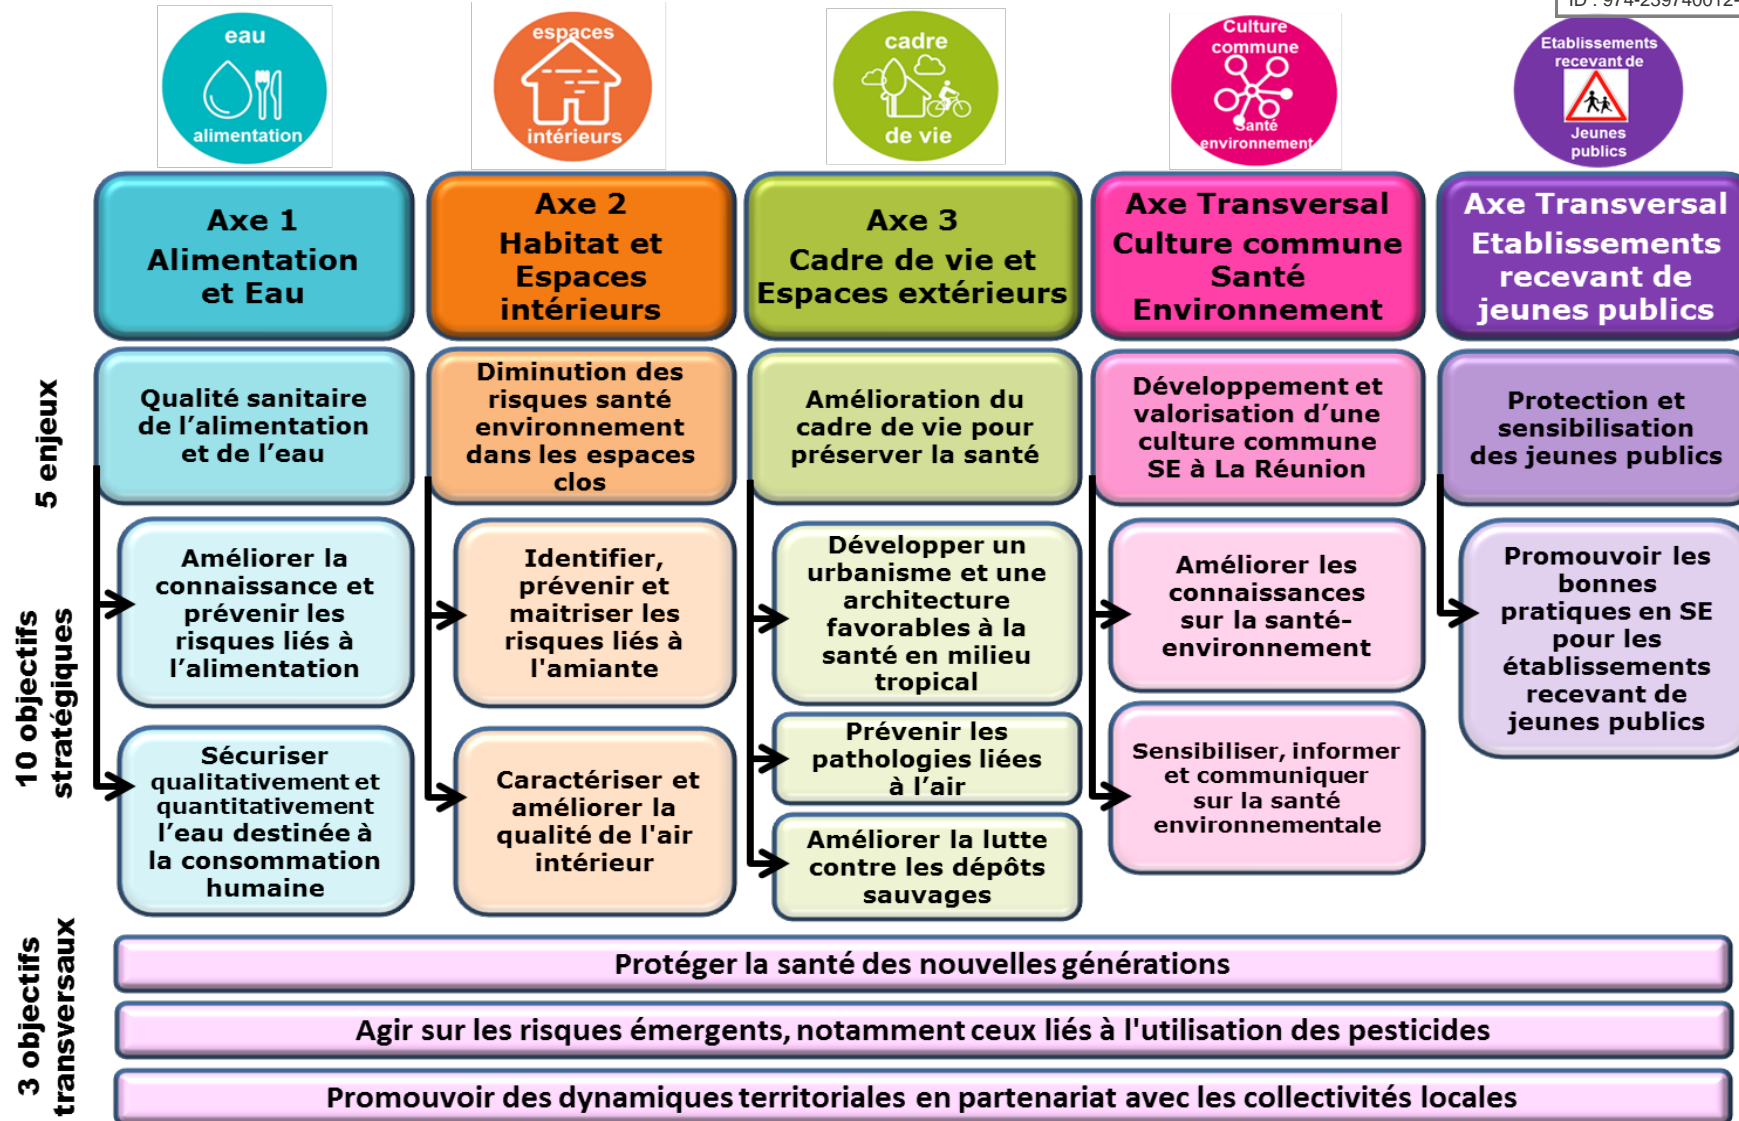 ID : 974-239740012-
eau
alimentation
espaces
intérieurs
cadre
de vie
Culture
commune
Santé
environnement
Etablissements
recevant de
Jeunes
publics
Axe 1
Alimentation
et Eau
Axe 2
Habitat et
Espaces
intérieurs
Axe 3
Cadre de vie et
Espaces extérieurs
Axe Transversal
Culture commune
Santé
Environnement
Axe Transversal
Etablissements
recevant de
jeunes publics
5 enjeux
Qualité sanitaire
de l’alimentation
et de l’eau
Diminution des
risques santé
environnement
dans les espaces
clos
Amélioration du
cadre de vie pour
préserver la santé
Développement et
valorisation d’une
culture commune
SE à La Réunion
Protection et
sensibilisation
des jeunes publics
10 objectifs
stratégiques
Améliorer la
connaissance et
prévenir les
risques liés à
l’alimentation
Sécuriser
qualitativement et
quantitativement
l’eau destinée à
la consommation
humaine
Identifier,
prévenir et
maitriser les
risques liés à
l'amiante
Caractériser et
améliorer la
qualité de l'air
intérieur
Développer un
urbanisme et une
architecture
favorables à la
santé en milieu
tropical
Prévenir les
pathologies liées
à l’air
Améliorer la lutte
contre les dépôts
sauvages
Améliorer les
connaissances
sur la santé-
environnement
Sensibiliser, informer
et communiquer
sur la santé
environnementale
Promouvoir les
bonnes
pratiques en SE
pour les
établissements
recevant de
jeunes publics
3 objectifs
transversaux
Protéger la santé des nouvelles générations
Agir sur les risques émergents, notamment ceux liés à l'utilisation des pesticides
Promouvoir des dynamiques territoriales en partenariat avec les collectivités locales